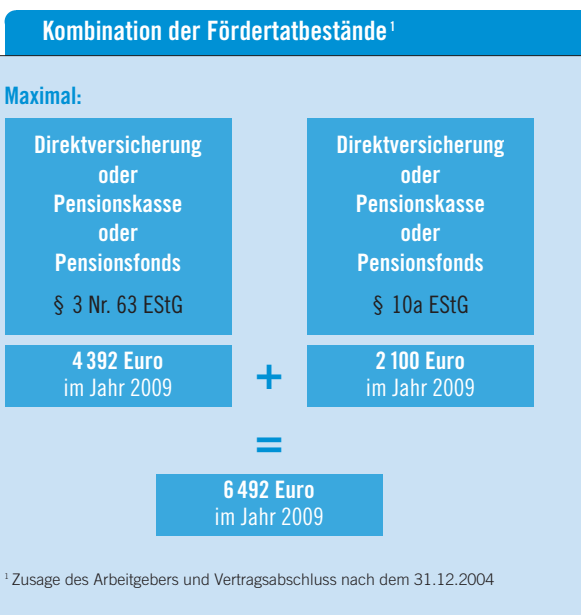 Kombination der Fördertatbestände ¹
Maximal:
Direktversicherung
oder
Pensionskasse
oder
Pensionsfonds
§ 3 Nr. 63 EStG
4 392 Euro
im Jahr 2009
+
Direktversicherung
oder
Pensionskasse
oder
Pensionsfonds
§ 10a EStG
2 100 Euro
im Jahr 2009
=
6 492 Euro
im Jahr 2009
¹ Zusage des Arbeitgebers und Vertragsabschluss nach dem 31.12.2004